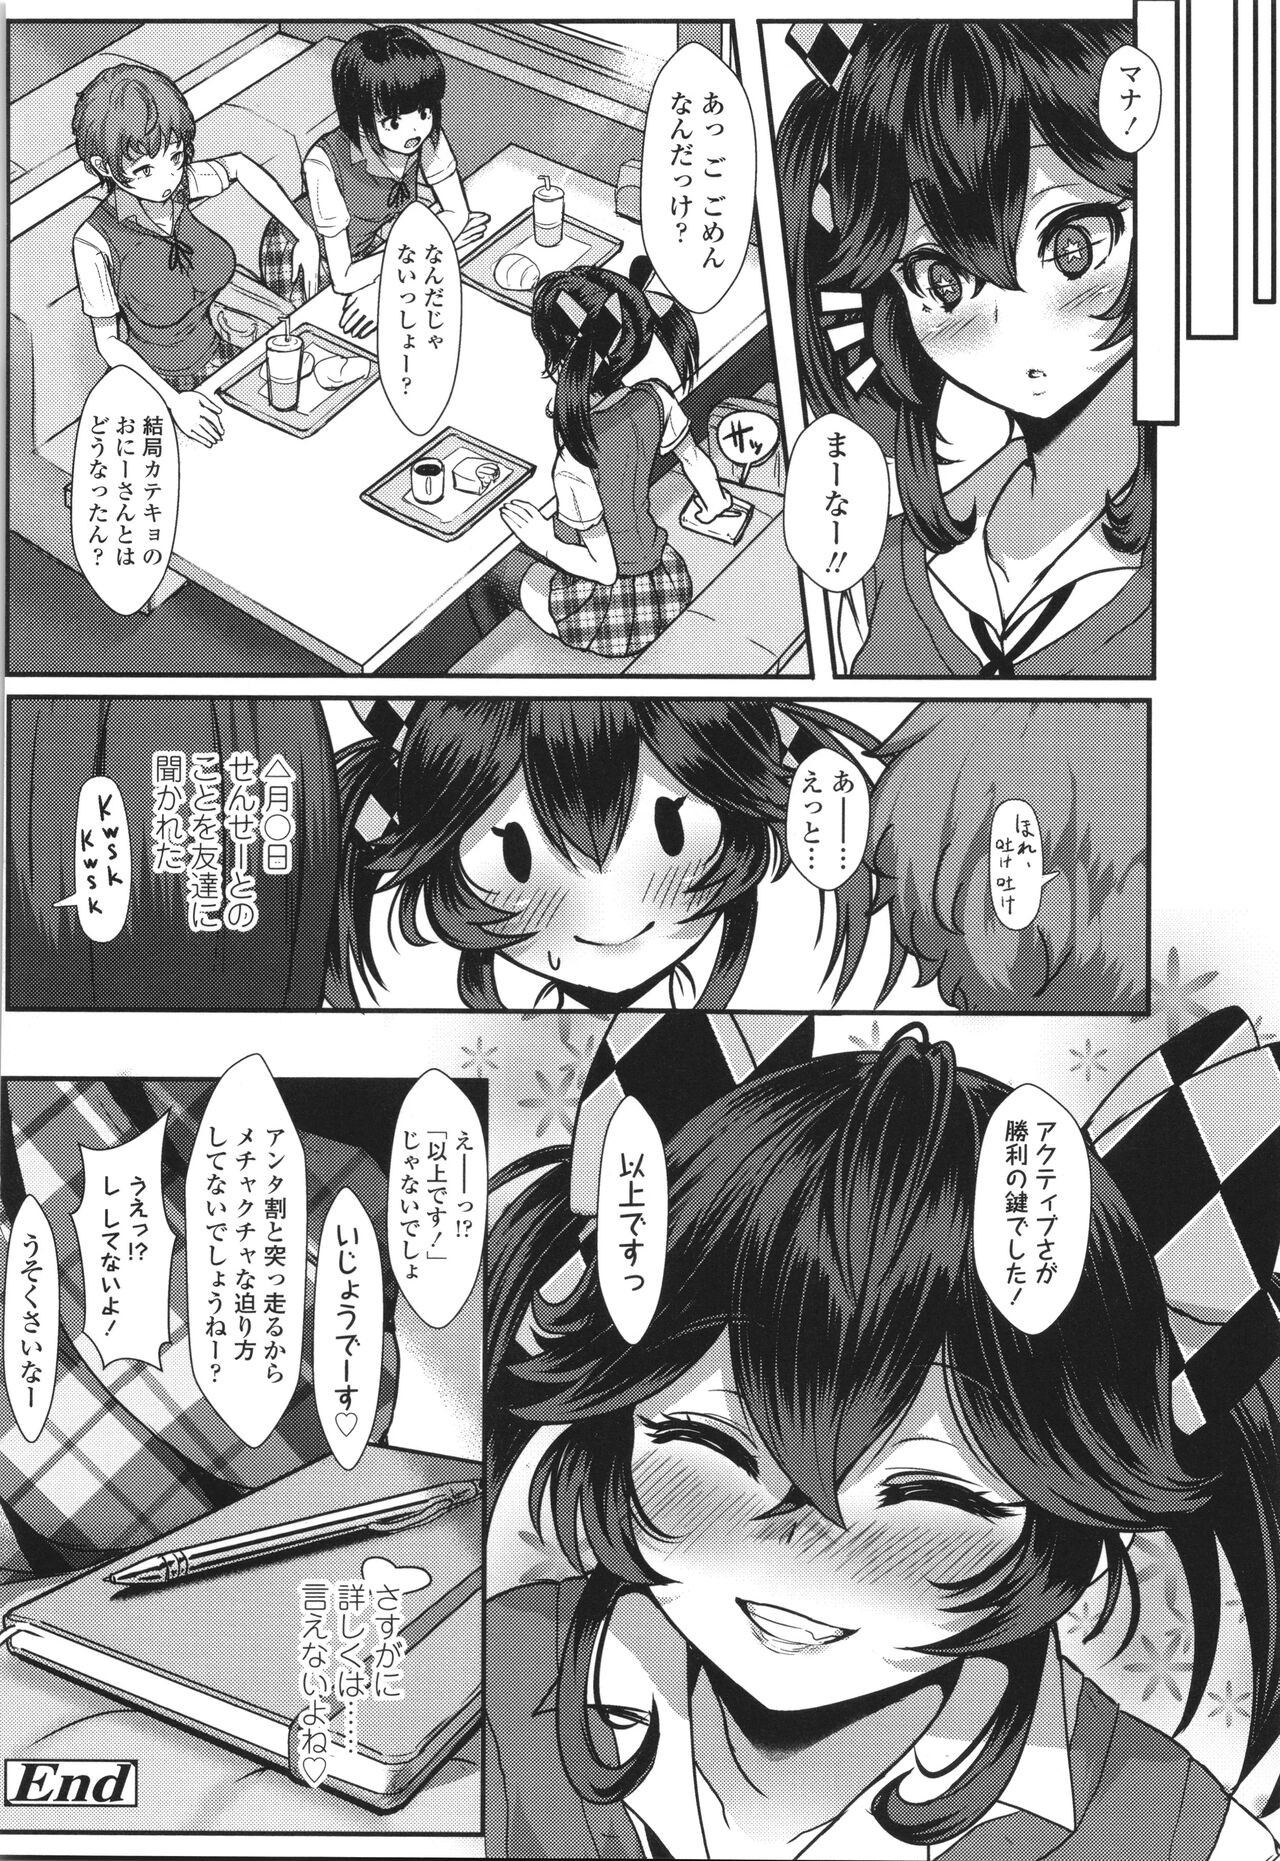 マナ！
まーなー!!
あっ ご ごめん
なんだっけ？
サッ
なんだじゃ
ないっしょー？
結局カテキョの
おにーさんとは
どうなったん？
ほれ、
吐け吐け
あー——…
えっと…
△月○日
せんせーとの
ことを友達に
聞かれた
Kwsk
Kwsk
アクティブさが
勝利の鍵でした！
以上ですっ
えー—っ!?
「以上です！」
じゃないでしょ
いじょうでーす♡
アンタ割と突っ走るから
メチャクチャな迫り方
してないでしょうねー？
うえっ!?
し してないよ！
うそくさいなー
さすがに
詳しくは……
言えないよね♡
End